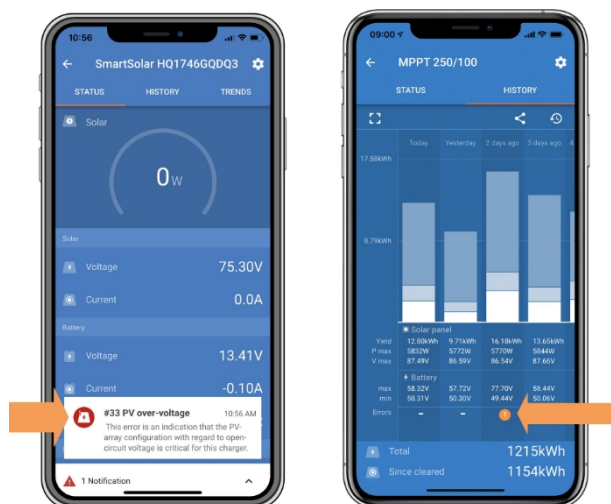 10:56
SmartSolar HQ1746GQDQ3
STATUS HISTORY TRENDS
Solar
0W
Solar
Voltage 75.30V
Current 0.0A
Battery
Voltage 13.41V
Current -0.10A
#33 PV over-voltage 10:56 AM
This error is an indication that the PV-
array configuration with regard to open-
circuit voltage is critical for this charger.
1 Notification
09:00
MPPT 250/100
STATUS HISTORY
Today Yesterday 2 days ago 3 days ago 4
17.58kWh
8.79kWh
Solar panel
Yield 12.80kWh 9.71kWh 16.18kWh 13.65kWh
P max 5832W 5772W 5770W 5844W
V max 87.49V 86.59V 86.54V 87.66V
Battery
max 58.32V 57.72V 77.70V 58.44V
min 50.31V 50.30V 49.44V 50.06V
Errors - - 1
Total 1215kWh
Since cleared 1154kWh